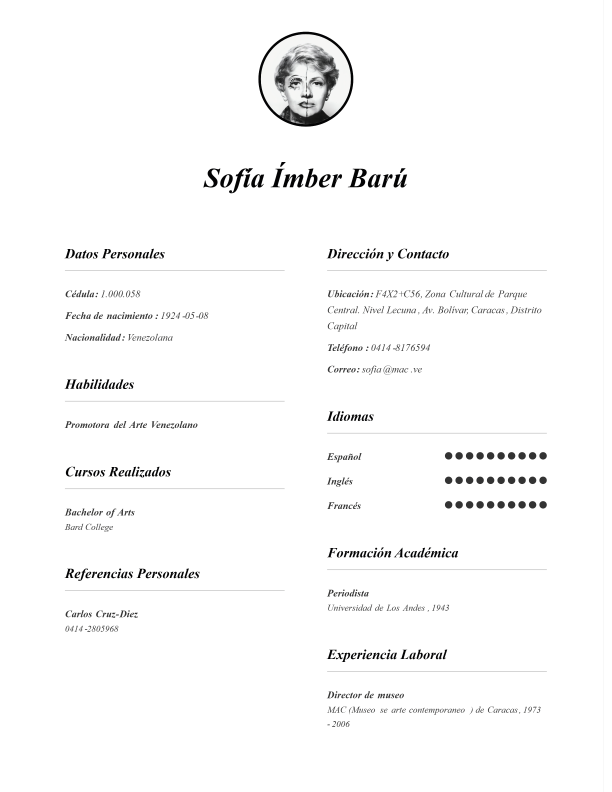 Sofía Ímber Barú
Datos Personales
Cédula: 1.000.058
Fecha de nacimiento : 1924-05-08
Nacionalidad: Venezolana
Habilidades
Promotora del Arte Venezolano
Cursos Realizados
Bachelor of Arts
Bard College
Referencias Personales
Carlos Cruz-Diez
0414-2805968
Dirección y Contacto
Ubicación: F4X2+C56, Zona Cultural de Parque
Central. Nivel Lecuna, Av. Bolívar, Caracas, Distrito
Capital
Teléfono : 0414-8176594
Correo: sofia@mac.ve
Idiomas
Español
Inglés
Francés
Formación Académica
Periodista
Universidad de Los Andes , 1943
Experiencia Laboral
Director de museo
MAC (Museo se arte contemporaneo ) de Caracas, 1973
- 2006